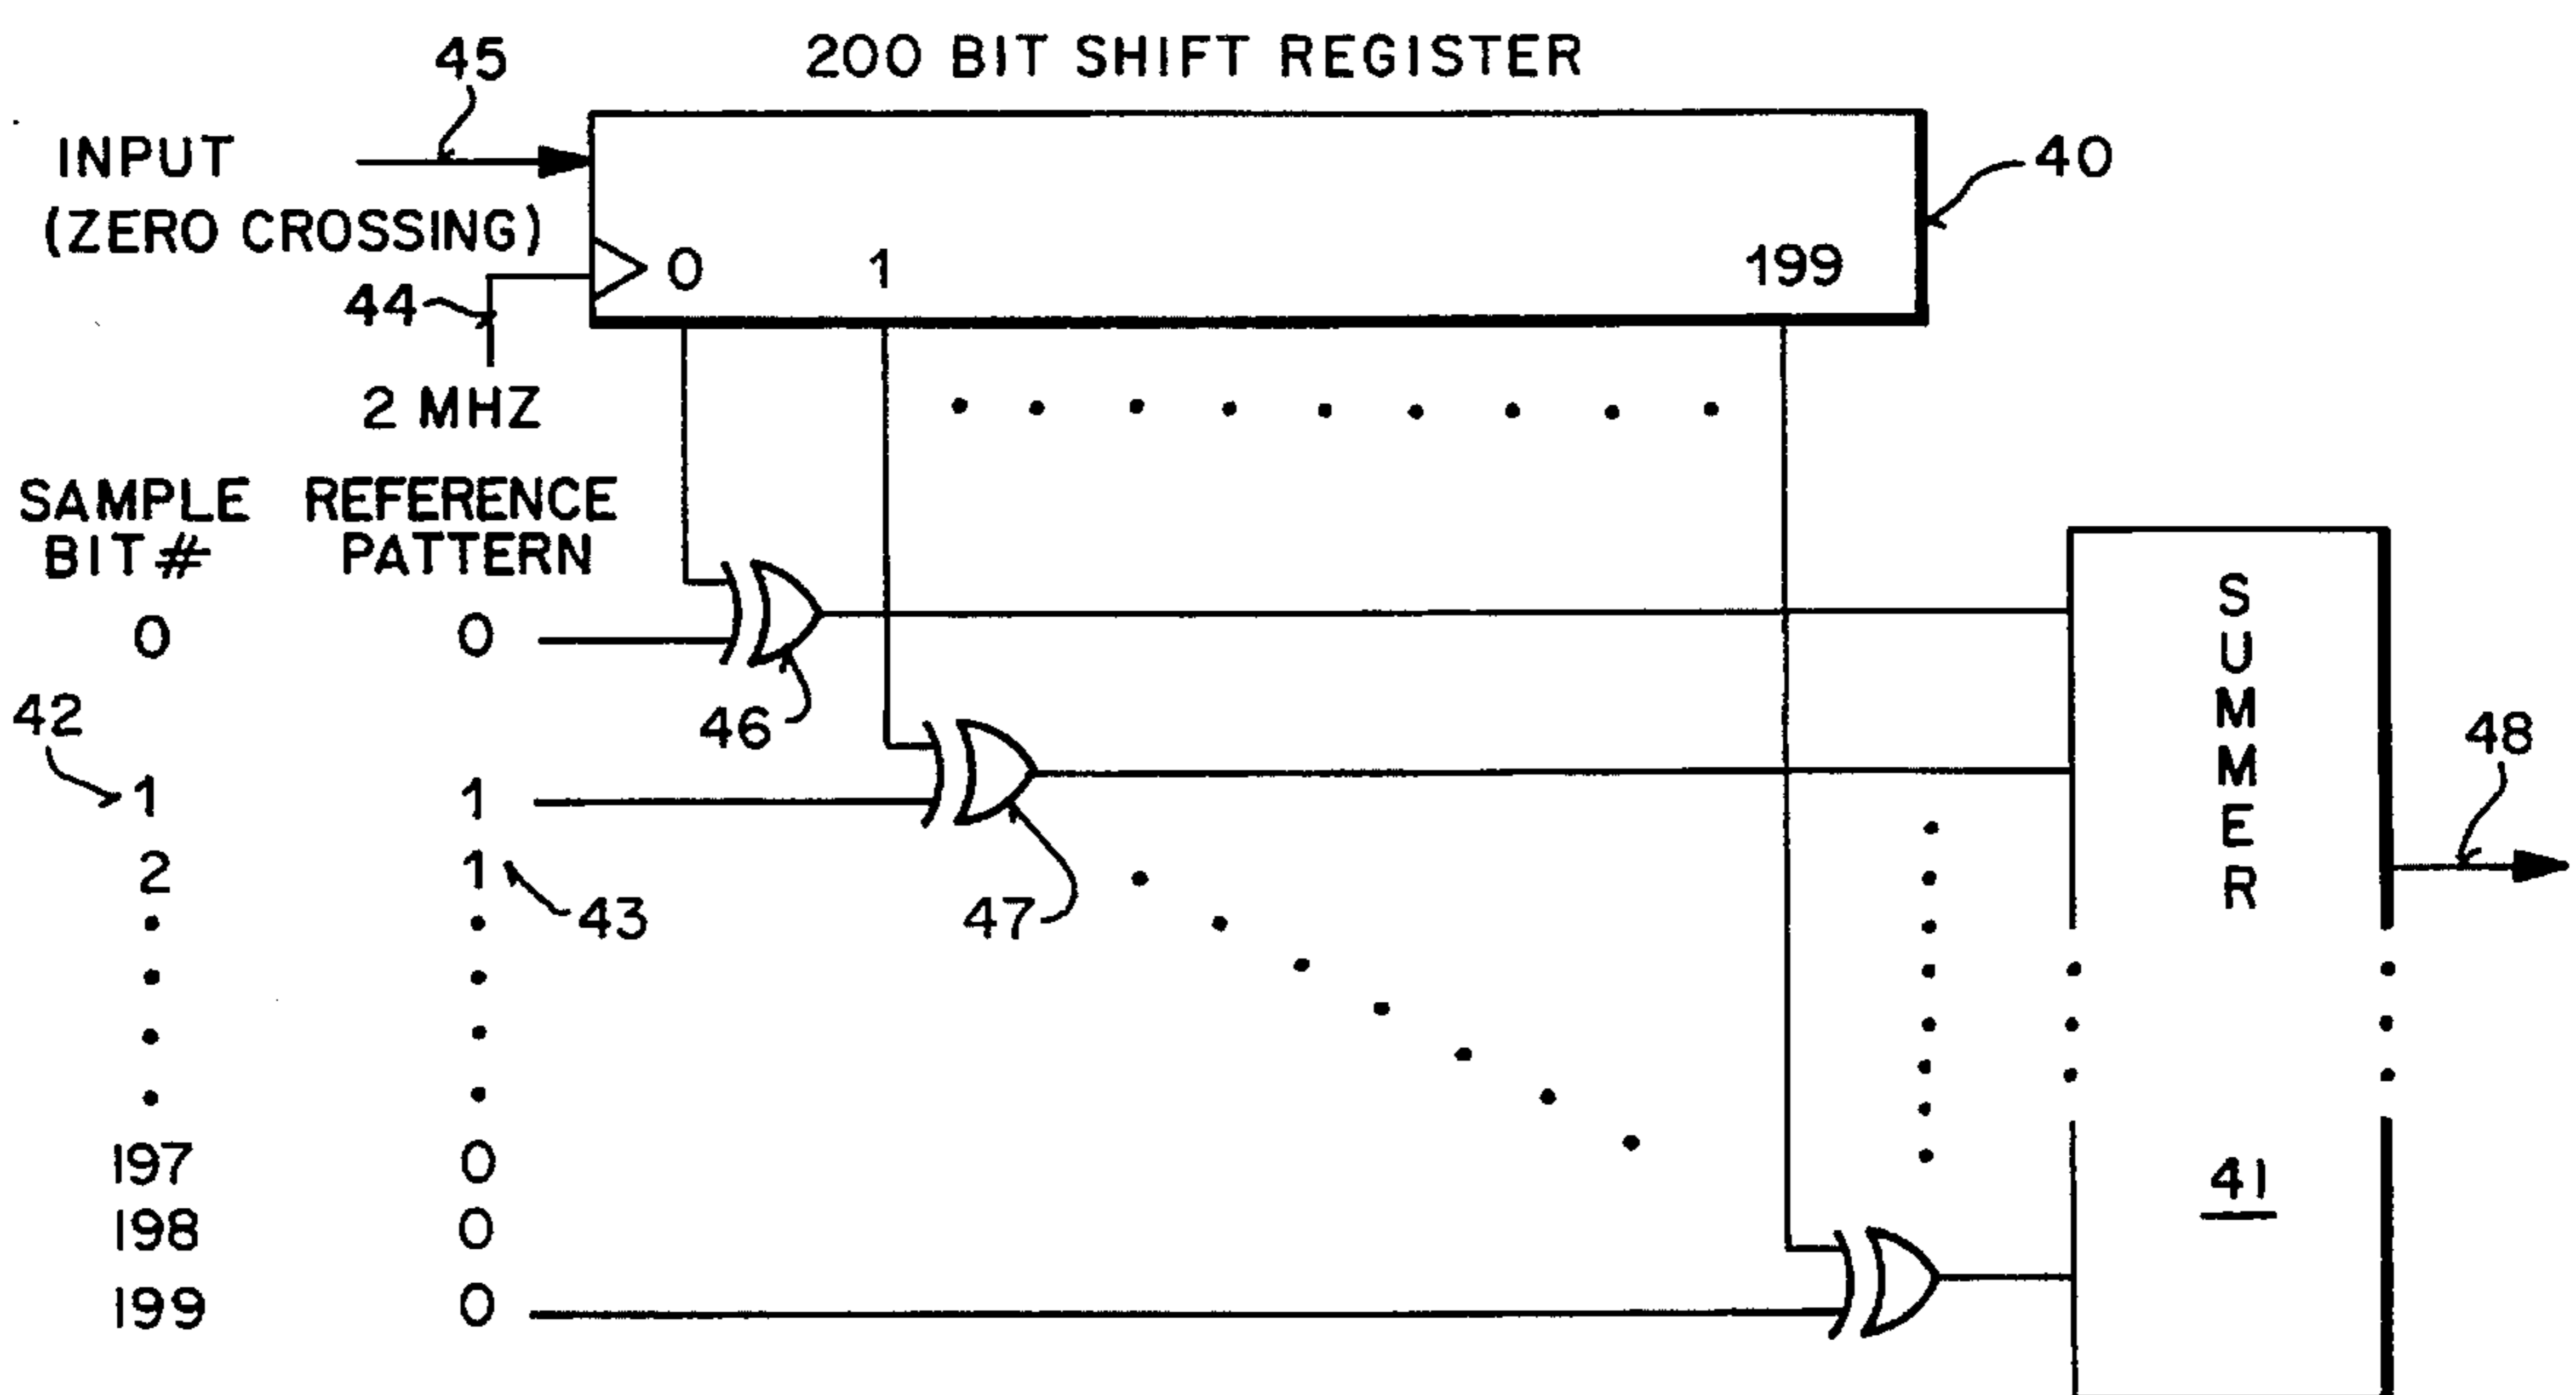 200 BIT SHIFT REGISTER
45
INPUT
(ZERO CROSSING)
40
0 1 199
44
2 MHZ
SAMPLE BIT #
REFERENCE PATTERN
0 0
46
42
1 1
47
2 1
43
SUMMER
48
197 0
198 0
199 0
41